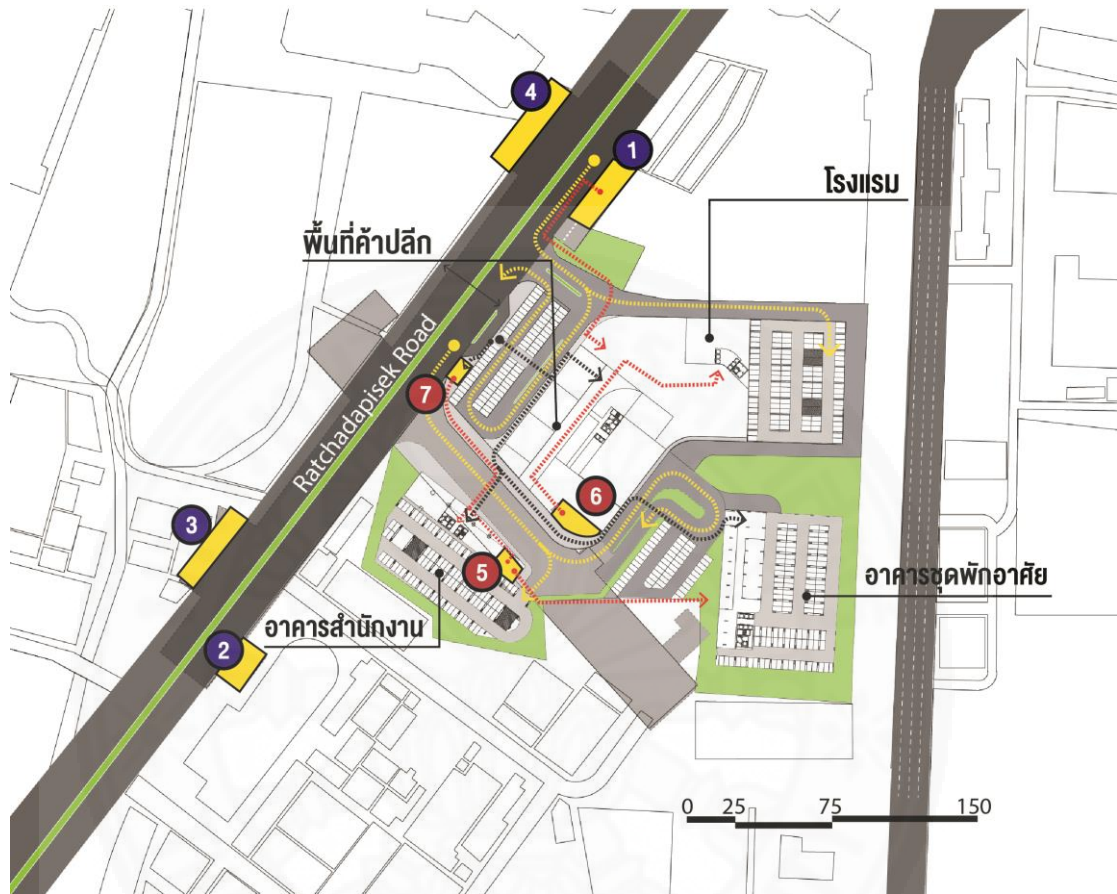 4
1
โรงแรม
พื้นที่ค้าปลีก
Ratchadapisek Road
7
6
3
5
อาคารชุดพักอาศัย
อาคารสำนักงาน
2
0 25 75 150